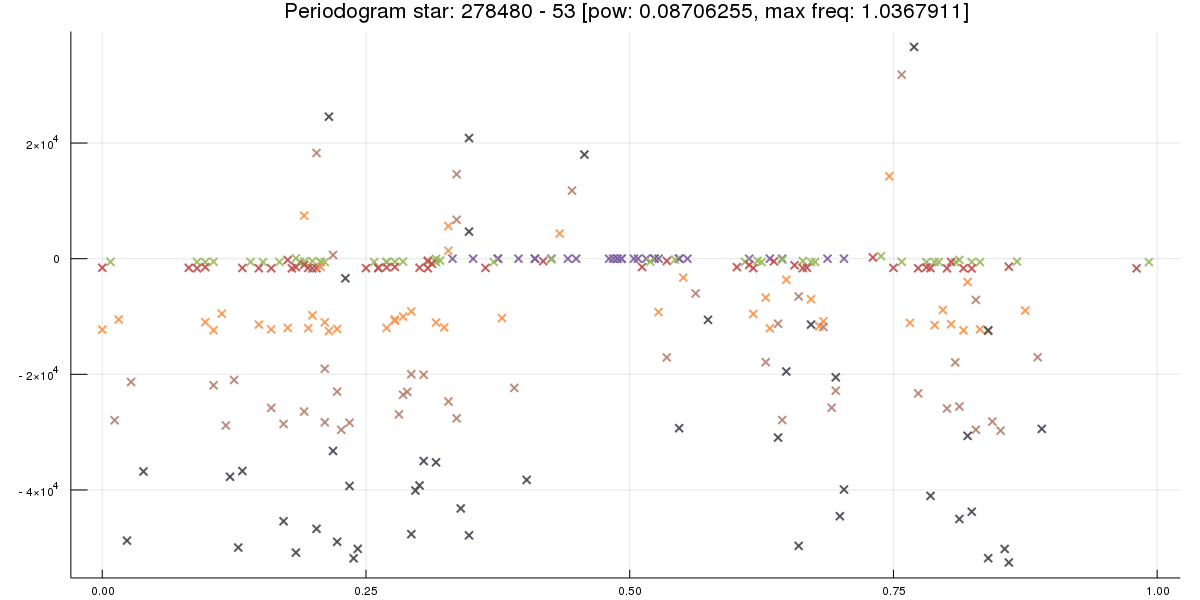 Periodogram star: 278480 - 53 [pow: 0.08706255, max freq: 1.0367911]
2×10⁴
0
- 2×10⁴
- 4×10⁴
0.00 0.25 0.50 0.75 1.00